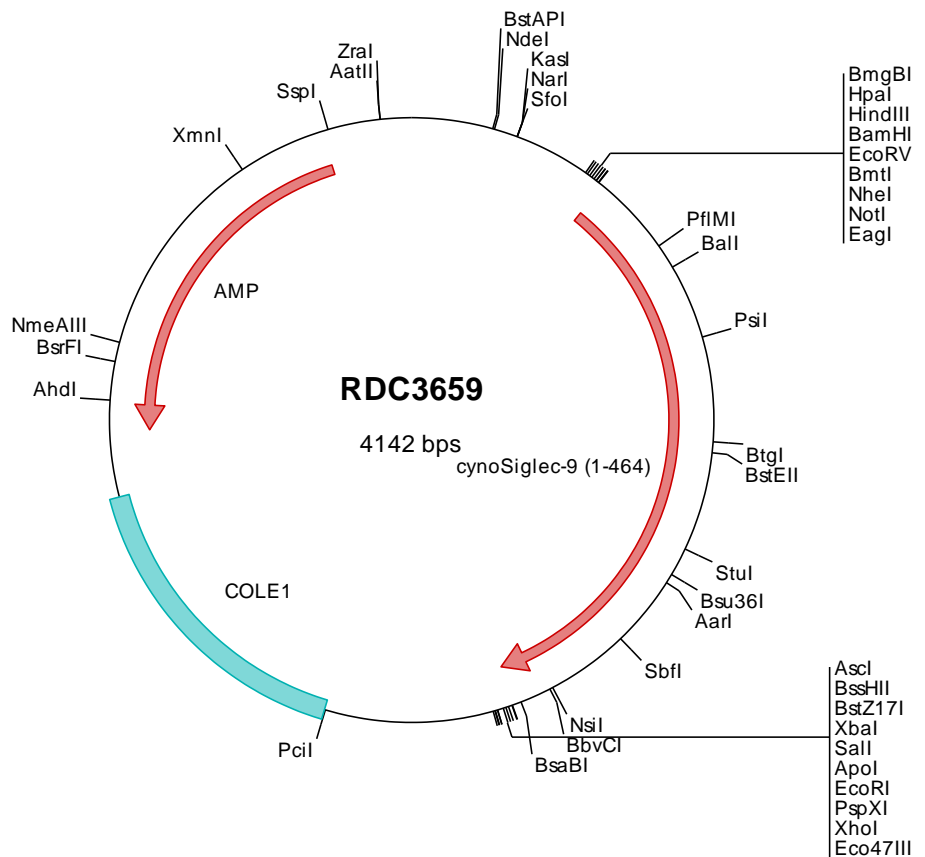 BstAPI
NdeI
KasI
NarI
SfoI
ZraI
AatII
SspI
XmnI
BmgBI
HpaI
HindIII
BamHI
EcoRV
BmtI
NheI
NotI
EagI
PflMI
BalI
PsiI
AMP
NmeAIII
BsrFI
AhdI
RDC3659
4142 bps
cynoSiglec-9 (1-464)
BtgI
BstEII
StuI
Bsu36I
AarI
SbfI
COLE1
PciI
NsiI
BbvCI
BsaBI
AscI
BssHII
BstZ17I
XbaI
SalI
ApoI
EcoRI
PspXI
XhoI
Eco47III